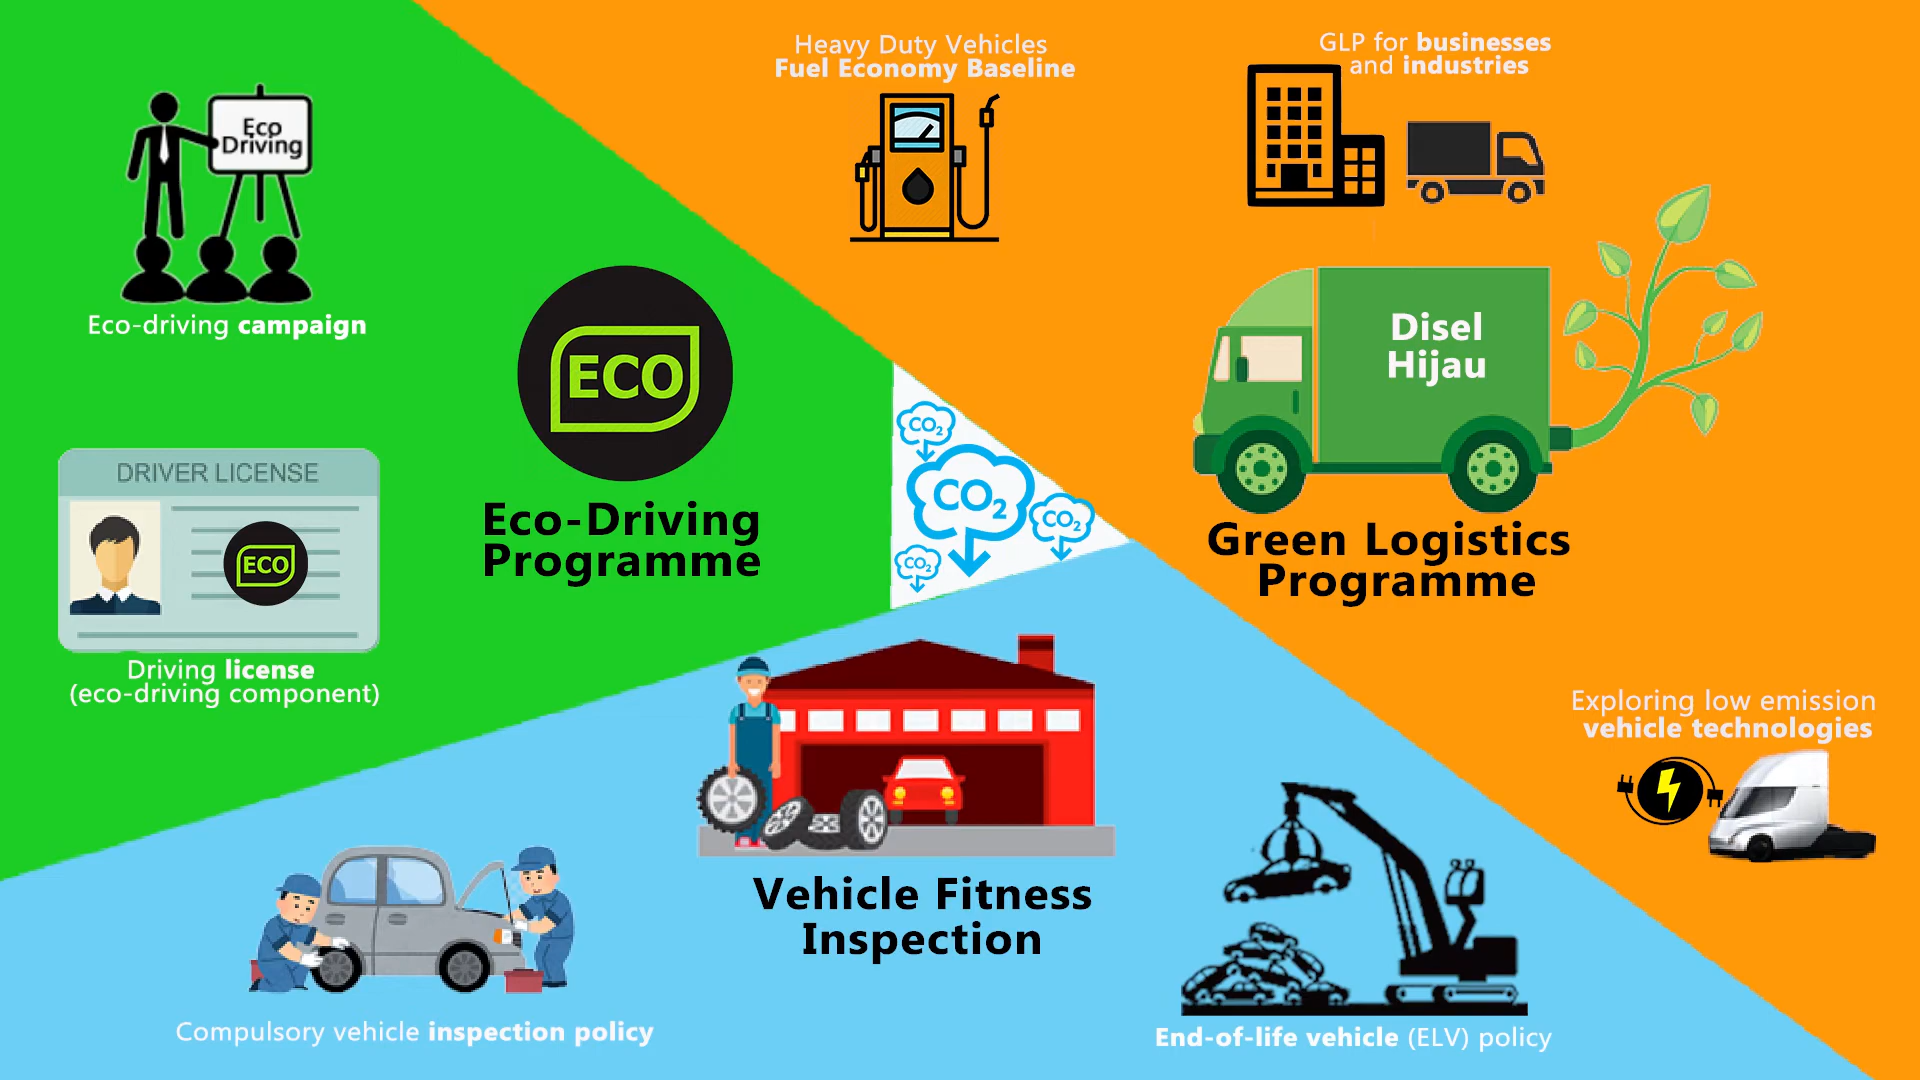 Eco
Driving
Eco-driving campaign
DRIVER LICENSE
ECO
Driving license
(eco-driving component)
ECO
Eco-Driving
Programme
Heavy Duty Vehicles
Fuel Economy Baseline
GLP for businesses
and industries
Disel
Hijau
Green Logistics
Programme
Exploring low emission
vehicle technologies
CO₂
CO₂
CO₂
CO₂
Vehicle Fitness
Inspection
Compulsory vehicle inspection policy
End-of-life vehicle (ELV) policy